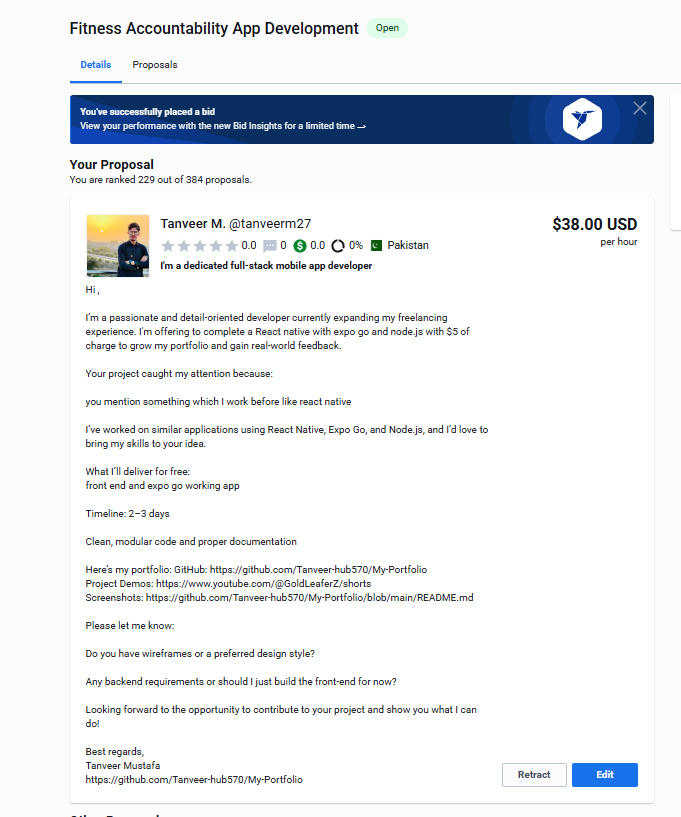 Fitness Accountability App Development Open
Details Proposals
You've successfully placed a bid
View your performance with the new Bid Insights for a limited time
Your Proposal
You are ranked 229 out of 384 proposals.
Tanveer M. @tanveerm27 $38.00 USD
0.0 0 $ 0.0 0% Pakistan per hour
I'm a dedicated full-stack mobile app developer
Hi ,
I'm a passionate and detail-oriented developer currently expanding my freelancing
experience. I'm offering to complete a React native with expo go and node.js with $5 of
charge to grow my portfolio and gain real-world feedback.
Your project caught my attention because:
you mention something which I work before like react native
I've worked on similar applications using React Native, Expo Go, and Node.js, and I'd love to
bring my skills to your idea.
What I'll deliver for free:
front end and expo go working app
Timeline: 2–3 days
Clean, modular code and proper documentation
Here's my portfolio: GitHub: https://github.com/Tanveer-hub570/My-Portfolio
Project Demos: https://www.youtube.com/@GoldLeaferZ/shorts
Screenshots: https://github.com/Tanveer-hub570/My-Portfolio/blob/main/README.md
Please let me know:
Do you have wireframes or a preferred design style?
Any backend requirements or should I just build the front-end for now?
Looking forward to the opportunity to contribute to your project and show you what I can
do!
Best regards,
Tanveer Mustafa
https://github.com/Tanveer-hub570/My-Portfolio
Retract Edit